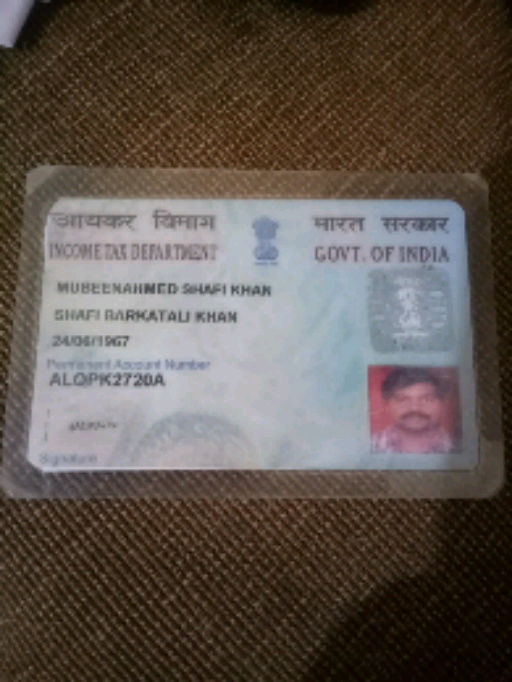 आयकर विभाग
INCOME TAX DEPARTMENT
भारत सरकार
GOVT. OF INDIA
MUBEENAHMED SHAFI KHAN
SHAFI BARKATALI KHAN
24/06/1967
Permanent Account Number
ALQPK2720A
Signature